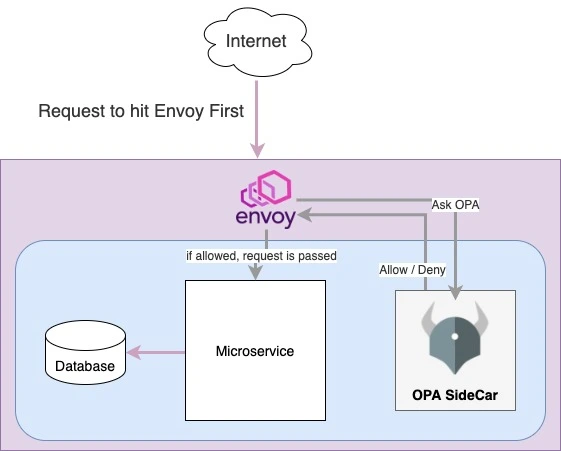 Internet
Request to hit Envoy First
envoy
Ask OPA
if allowed, request is passed
Allow / Deny
Microservice
Database
OPA SideCar